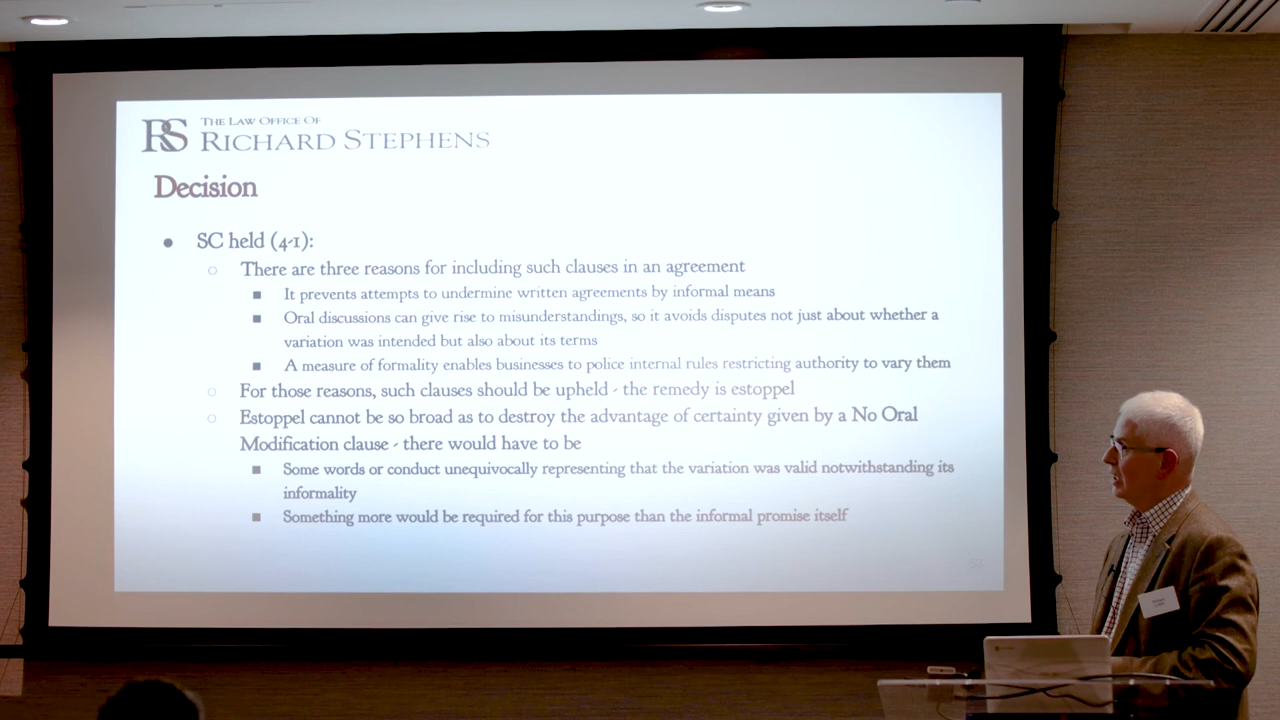 RS THE LAW OFFICE OF
RICHARD STEPHENS
Decision
● SC held (4-1):
○ There are three reasons for including such clauses in an agreement
■ It prevents attempts to undermine written agreements by informal means
■ Oral discussions can give rise to misunderstandings, so it avoids disputes not just about whether a
variation was intended but also about its terms
■ A measure of formality enables businesses to police internal rules restricting authority to vary them
○ For those reasons, such clauses should be upheld - the remedy is estoppel
○ Estoppel cannot be so broad as to destroy the advantage of certainty given by a No Oral
Modification clause - there would have to be
■ Some words or conduct unequivocally representing that the variation was valid notwithstanding its
informality
■ Something more would be required for this purpose than the informal promise itself